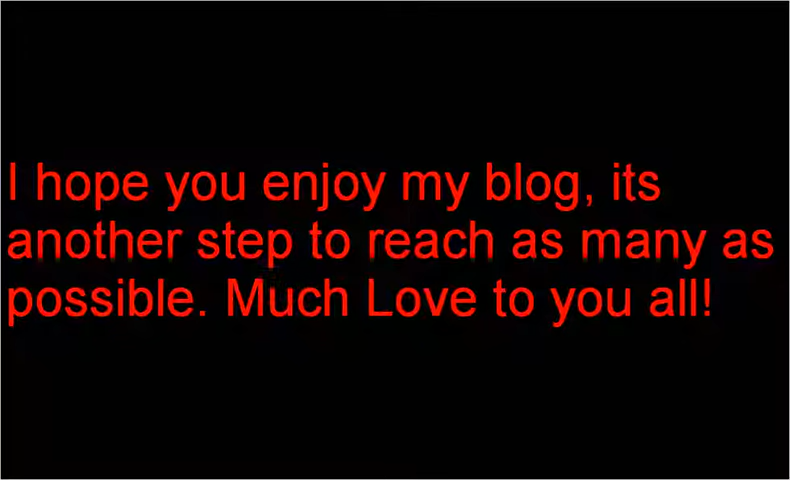 I hope you enjoy my blog, its
another step to reach as many as
possible. Much Love to you all!